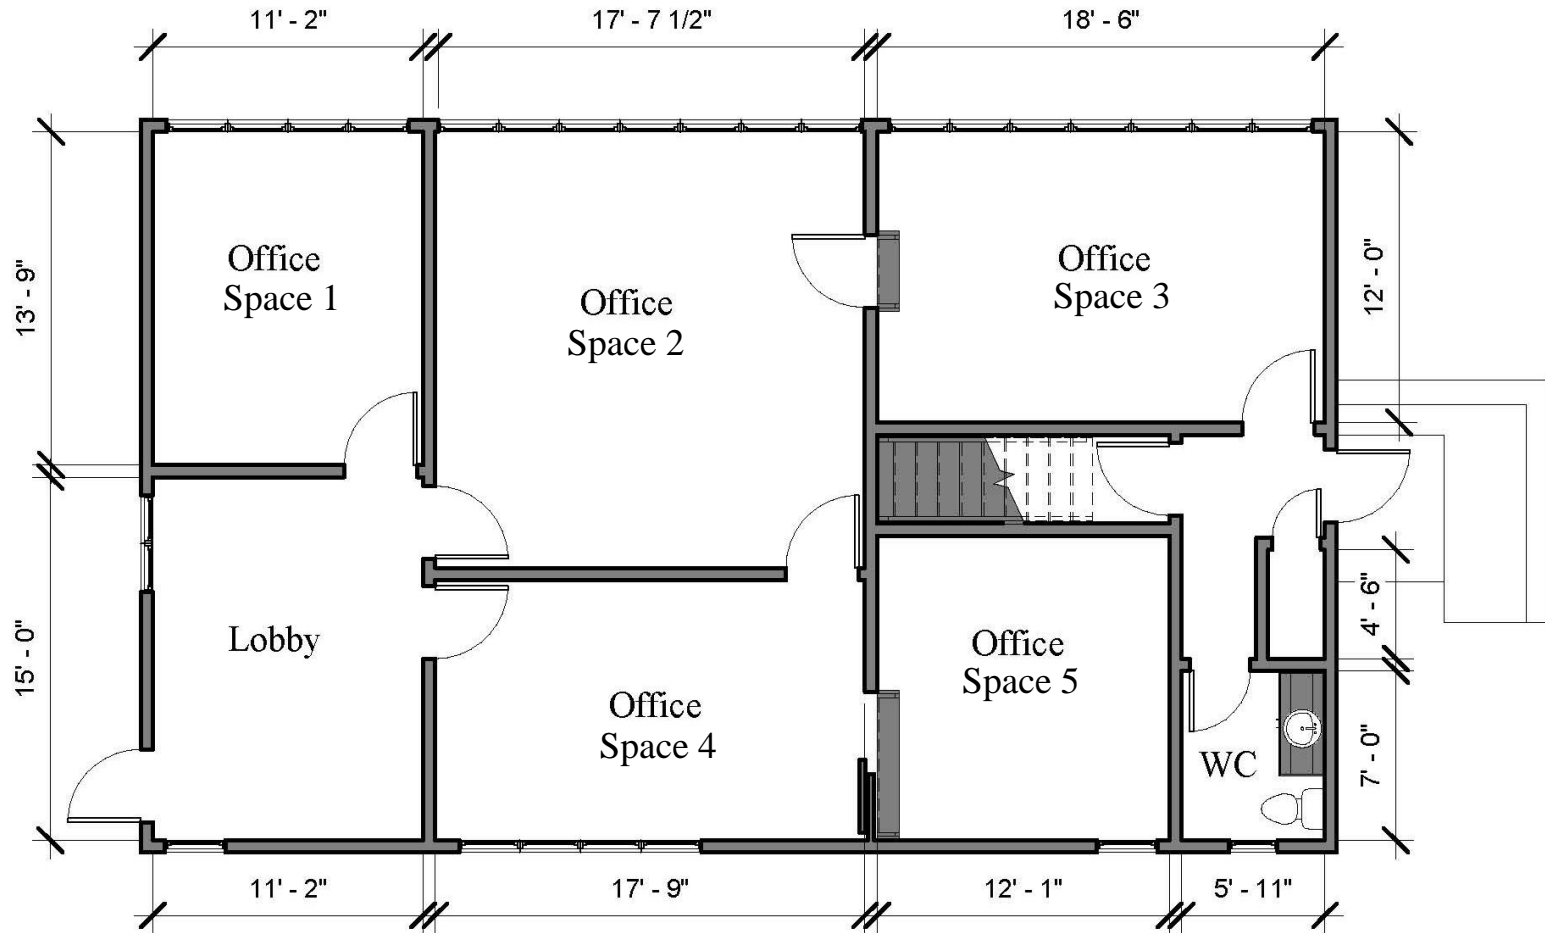 11' - 2"
17' - 7 1/2"
18' - 6"
13' - 9"
12' - 0"
Office
Space 1
Office
Space 2
Office
Space 3
15' - 0"
Lobby
Office
Space 4
Office
Space 5
4' - 6"
WC
7' - 0"
11' - 2"
17' - 9"
12' - 1"
5' - 11"